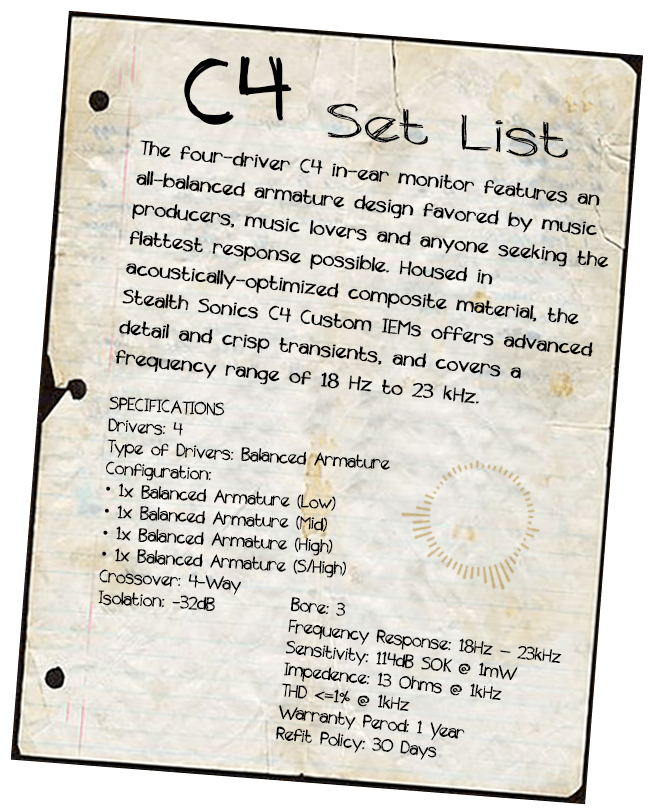 C4 Set List
The four-driver C4 in-ear monitor features an
all-balanced armature design favored by music
producers, music lovers and anyone seeking the
flattest response possible. Housed in
acoustically-optimized composite material, the
Stealth Sonics C4 Custom IEMs offers advanced
detail and crisp transients, and covers a
frequency range of 18 Hz to 23 kHz.
SPECIFICATIONS
Drivers: 4
Type of Drivers: Balanced Armature
Configuration:
• 1x Balanced Armature (Low)
• 1x Balanced Armature (Mid)
• 1x Balanced Armature (High)
• 1x Balanced Armature (S/High)
Crossover: 4-Way
Isolation: -32dB
Bore: 3
Frequency Response: 18Hz – 23kHz
Sensitivity: 114dB SOK @ 1mW
Impedence: 13 Ohms @ 1kHz
THD <=1% @ 1kHz
Warranty Perod: 1 Year
Refit Policy: 30 Days